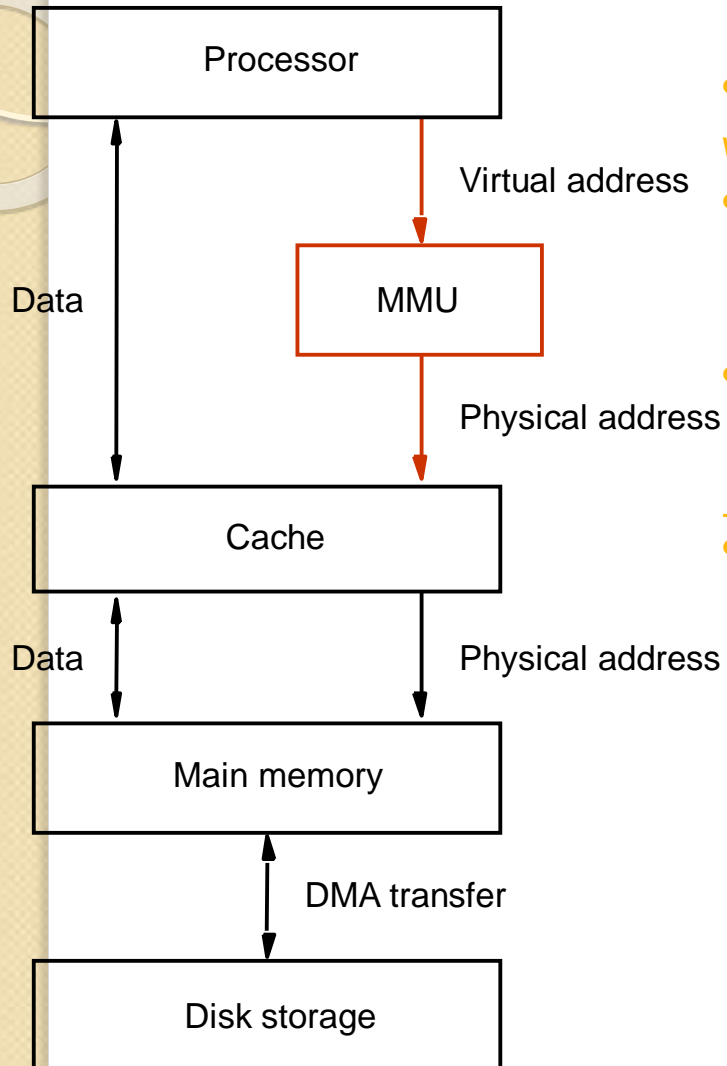 Processor
Virtual address
Data
MMU
Physical address
Cache
Data
Physical address
Main memory
DMA transfer
Disk storage